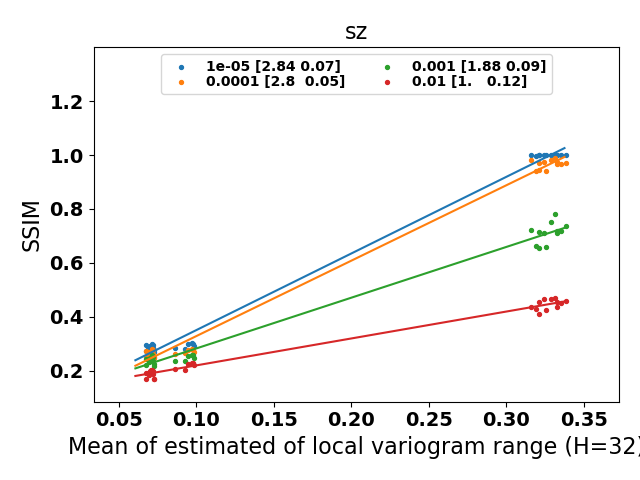 sz
1e-05 [2.84 0.07]
0.0001 [2.8  0.05]
0.001 [1.88 0.09]
0.01 [1.   0.12]
SSIM
1.2
1.0
0.8
0.6
0.4
0.2
0.05 0.10 0.15 0.20 0.25 0.30 0.35
Mean of estimated of local variogram range (H=32)